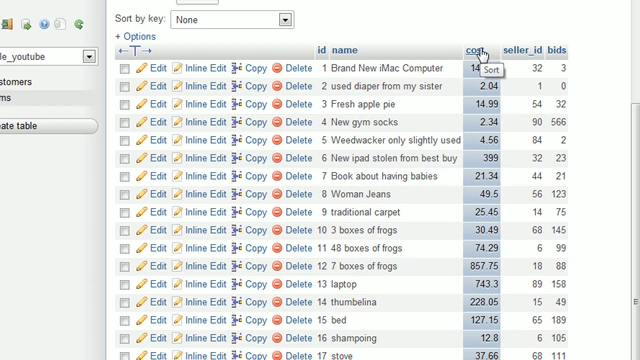 Sort by key: None
+ Options
id name cost seller_id bids
Sort
Edit Inline Edit Copy Delete 1 Brand New iMac Computer 32 3
Edit Inline Edit Copy Delete 2 used diaper from my sister 2.04 1 0
Edit Inline Edit Copy Delete 3 Fresh apple pie 14.99 54 32
Edit Inline Edit Copy Delete 4 New gym socks 2.34 90 566
Edit Inline Edit Copy Delete 5 Weedwacker only slightly used 4.56 84 2
Edit Inline Edit Copy Delete 6 New ipad stolen from best buy 399 32 23
Edit Inline Edit Copy Delete 7 Book about having babies 21.34 44 21
Edit Inline Edit Copy Delete 8 Woman Jeans 49.5 56 123
Edit Inline Edit Copy Delete 9 traditional carpet 25.45 14 75
Edit Inline Edit Copy Delete 10 3 boxes of frogs 30.49 68 145
Edit Inline Edit Copy Delete 11 48 boxes of frogs 74.29 6 99
Edit Inline Edit Copy Delete 12 7 boxes of frogs 857.75 18 88
Edit Inline Edit Copy Delete 13 laptop 743.3 89 158
Edit Inline Edit Copy Delete 14 thumbelina 228.05 15 49
Edit Inline Edit Copy Delete 15 bed 127.15 65 189
Edit Inline Edit Copy Delete 16 shampoing 12.8 6 105
Edit Inline Edit Copy Delete 17 stove 37.66 68 111
le_youtube
stomers
ms
eate table